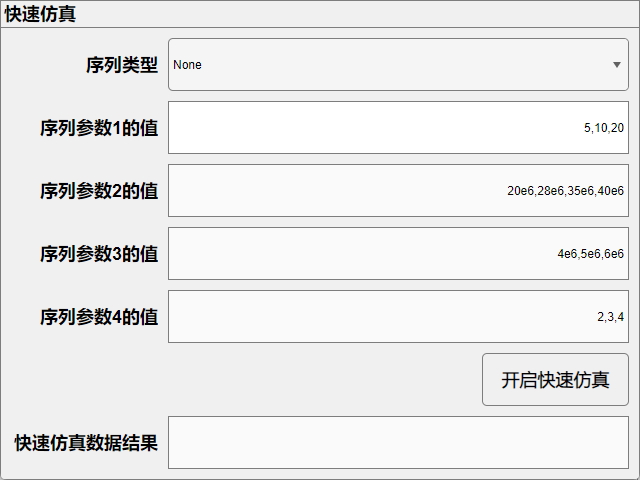 快速仿真
序列类型 None
序列参数1的值 5,10,20
序列参数2的值 20e6,28e6,35e6,40e6
序列参数3的值 4e6,5e6,6e6
序列参数4的值 2,3,4
开启快速仿真
快速仿真数据结果